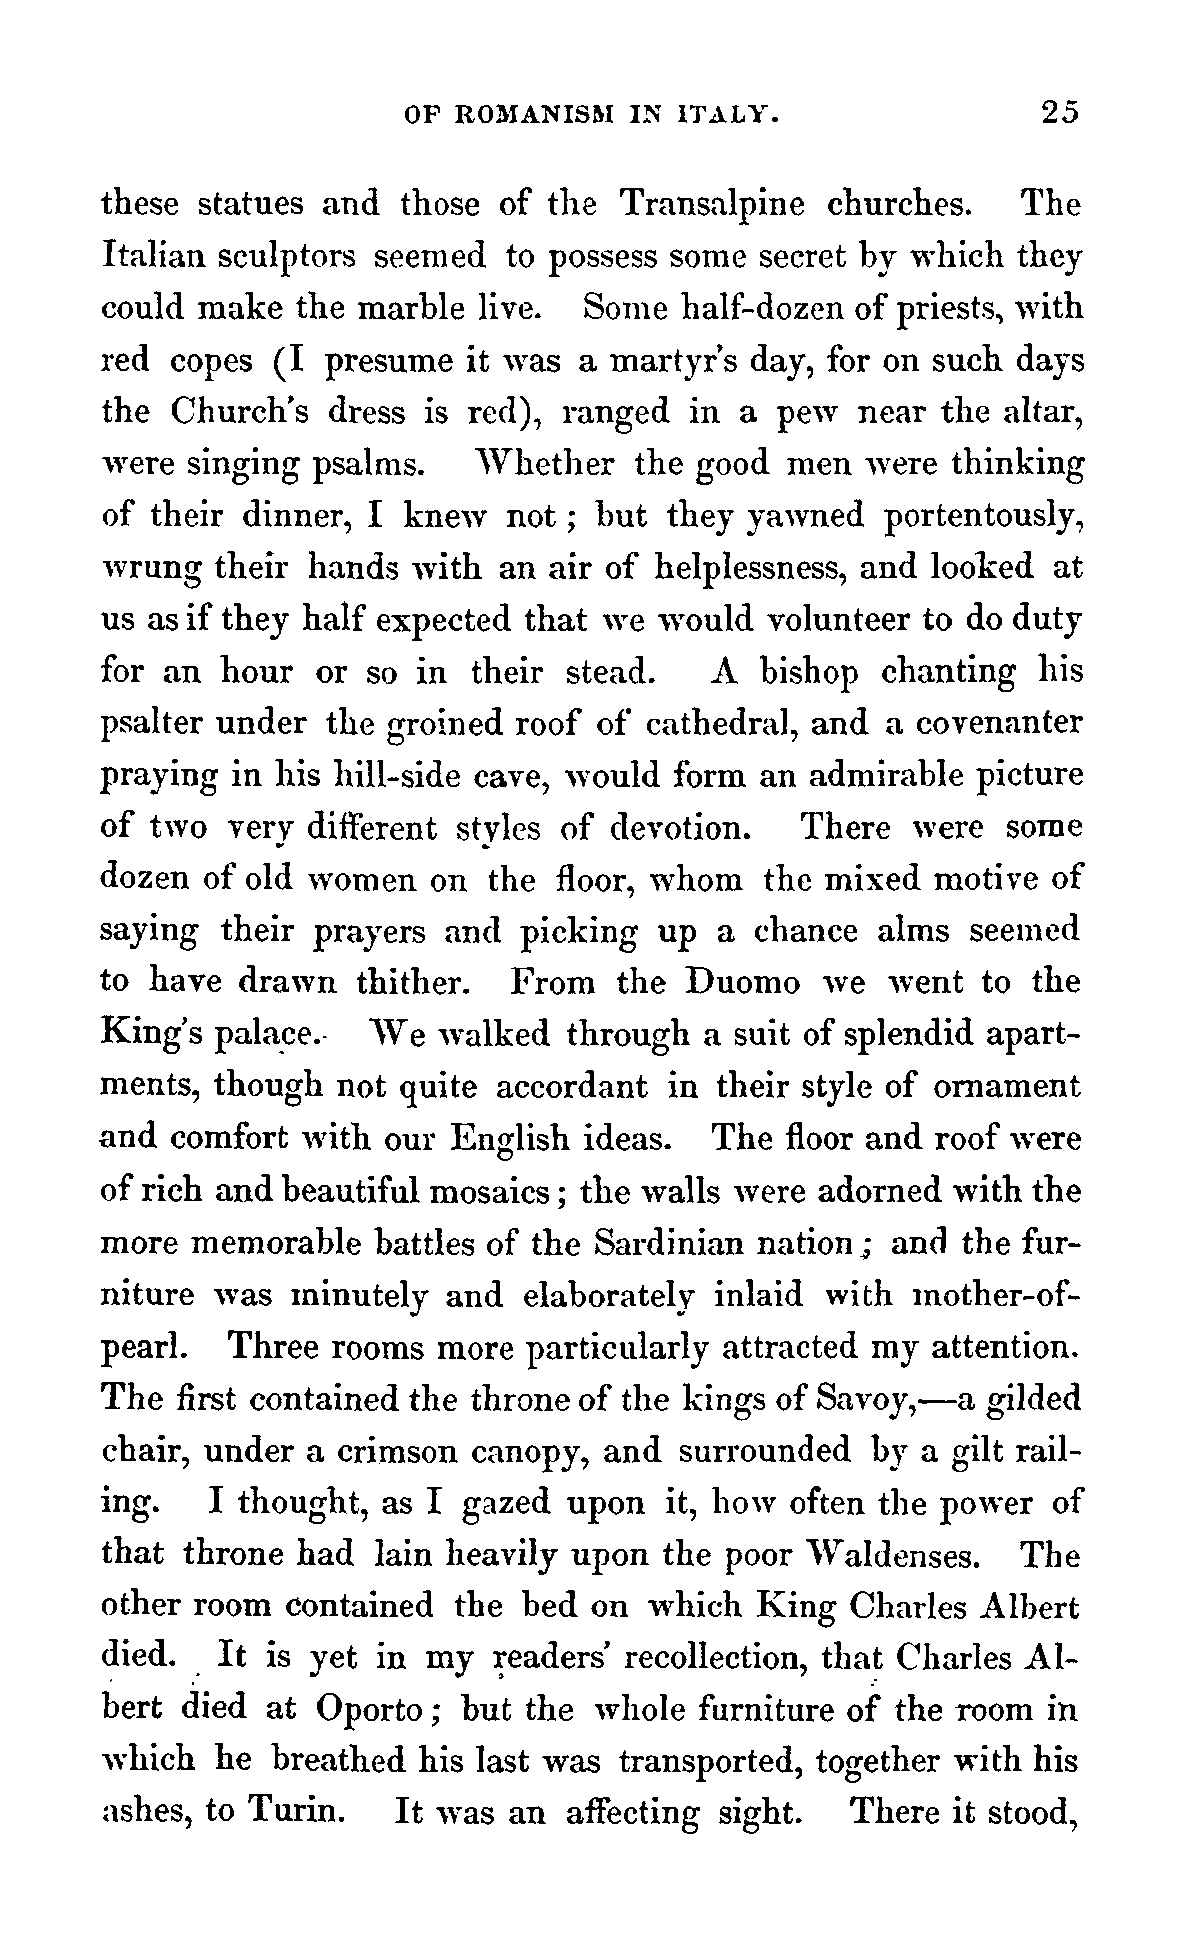 OF ROMANISM IN ITALY. 25
these statues and those of the Transalpine churches. The
Italian sculptors seemed to possess some secret by which they
could make the marble live. Some half-dozen of priests, with
red copes (I presume it was a martyr's day, for on such days
the Church's dress is red), ranged in a pew near the altar,
were singing psalms. Whether the good men were thinking
of their dinner, I knew not; but they yawned portentously,
wrung their hands with an air of helplessness, and looked at
us as if they half expected that we would volunteer to do duty
for an hour or so in their stead. A bishop chanting his
psalter under the groined roof of cathedral, and a covenanter
praying in his hill-side cave, would form an admirable picture
of two very different styles of devotion. There were some
dozen of old women on the floor, whom the mixed motive of
saying their prayers and picking up a chance alms seemed
to have drawn thither. From the Duomo we went to the
King's palace. We walked through a suit of splendid apart-
ments, though not quite accordant in their style of ornament
and comfort with our English ideas. The floor and roof were
of rich and beautiful mosaics; the walls were adorned with the
more memorable battles of the Sardinian nation; and the fur-
niture was minutely and elaborately inlaid with mother-of-
pearl. Three rooms more particularly attracted my attention.
The first contained the throne of the kings of Savoy,—a gilded
chair, under a crimson canopy, and surrounded by a gilt rail-
ing. I thought, as I gazed upon it, how often the power of
that throne had lain heavily upon the poor Waldenses. The
other room contained the bed on which King Charles Albert
died. It is yet in my readers' recollection, that Charles Al-
bert died at Oporto; but the whole furniture of the room in
which he breathed his last was transported, together with his
ashes, to Turin. It was an affecting sight. There it stood,